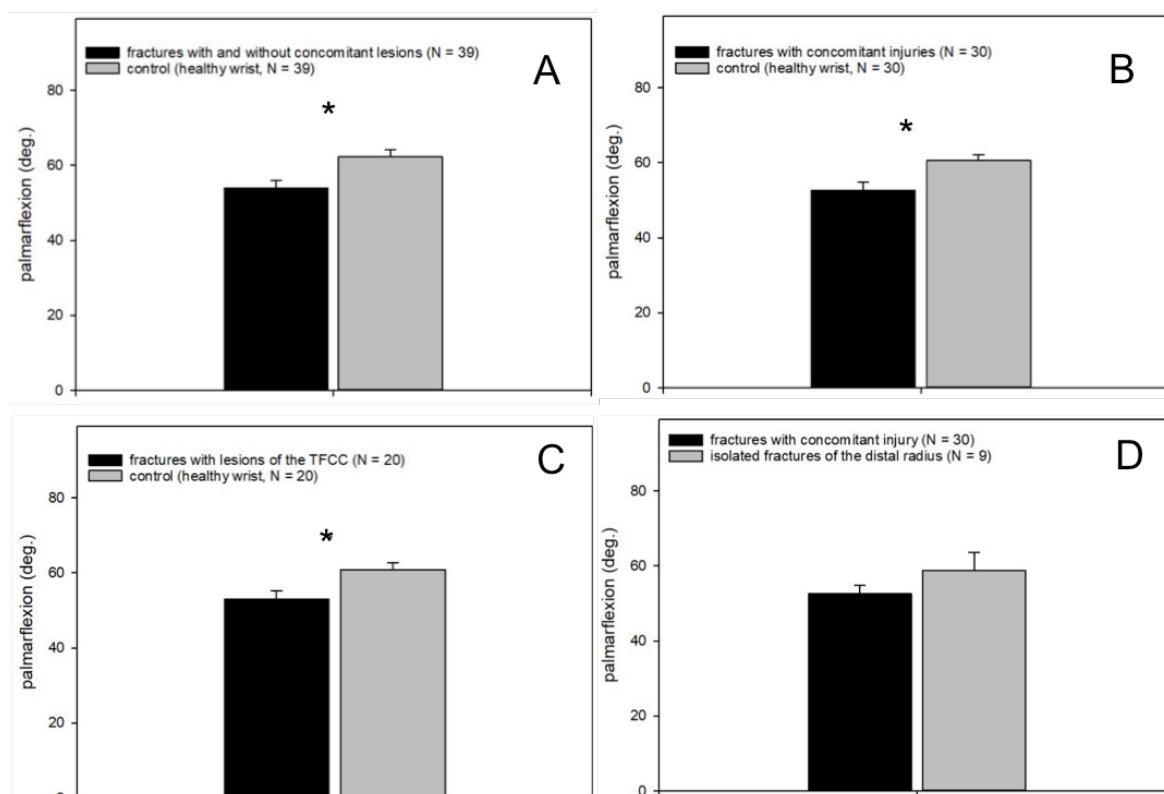 fractures with and without concomitant lesions (N = 39)
control (healthy wrist, N = 39)
A
*
palmarflexion (deg.)
80
60
40
20
0
fractures with concomitant injuries (N = 30)
control (healthy wrist, N = 30)
B
*
palmarflexion (deg.)
80
60
40
20
0
fractures with lesions of the TFCC (N = 20)
control (healthy wrist, N = 20)
C
*
palmarflexion (deg.)
80
60
40
20
fractures with concomitant injury (N = 30)
isolated fractures of the distal radius (N = 9)
D
palmarflexion (deg.)
80
60
40
20
0